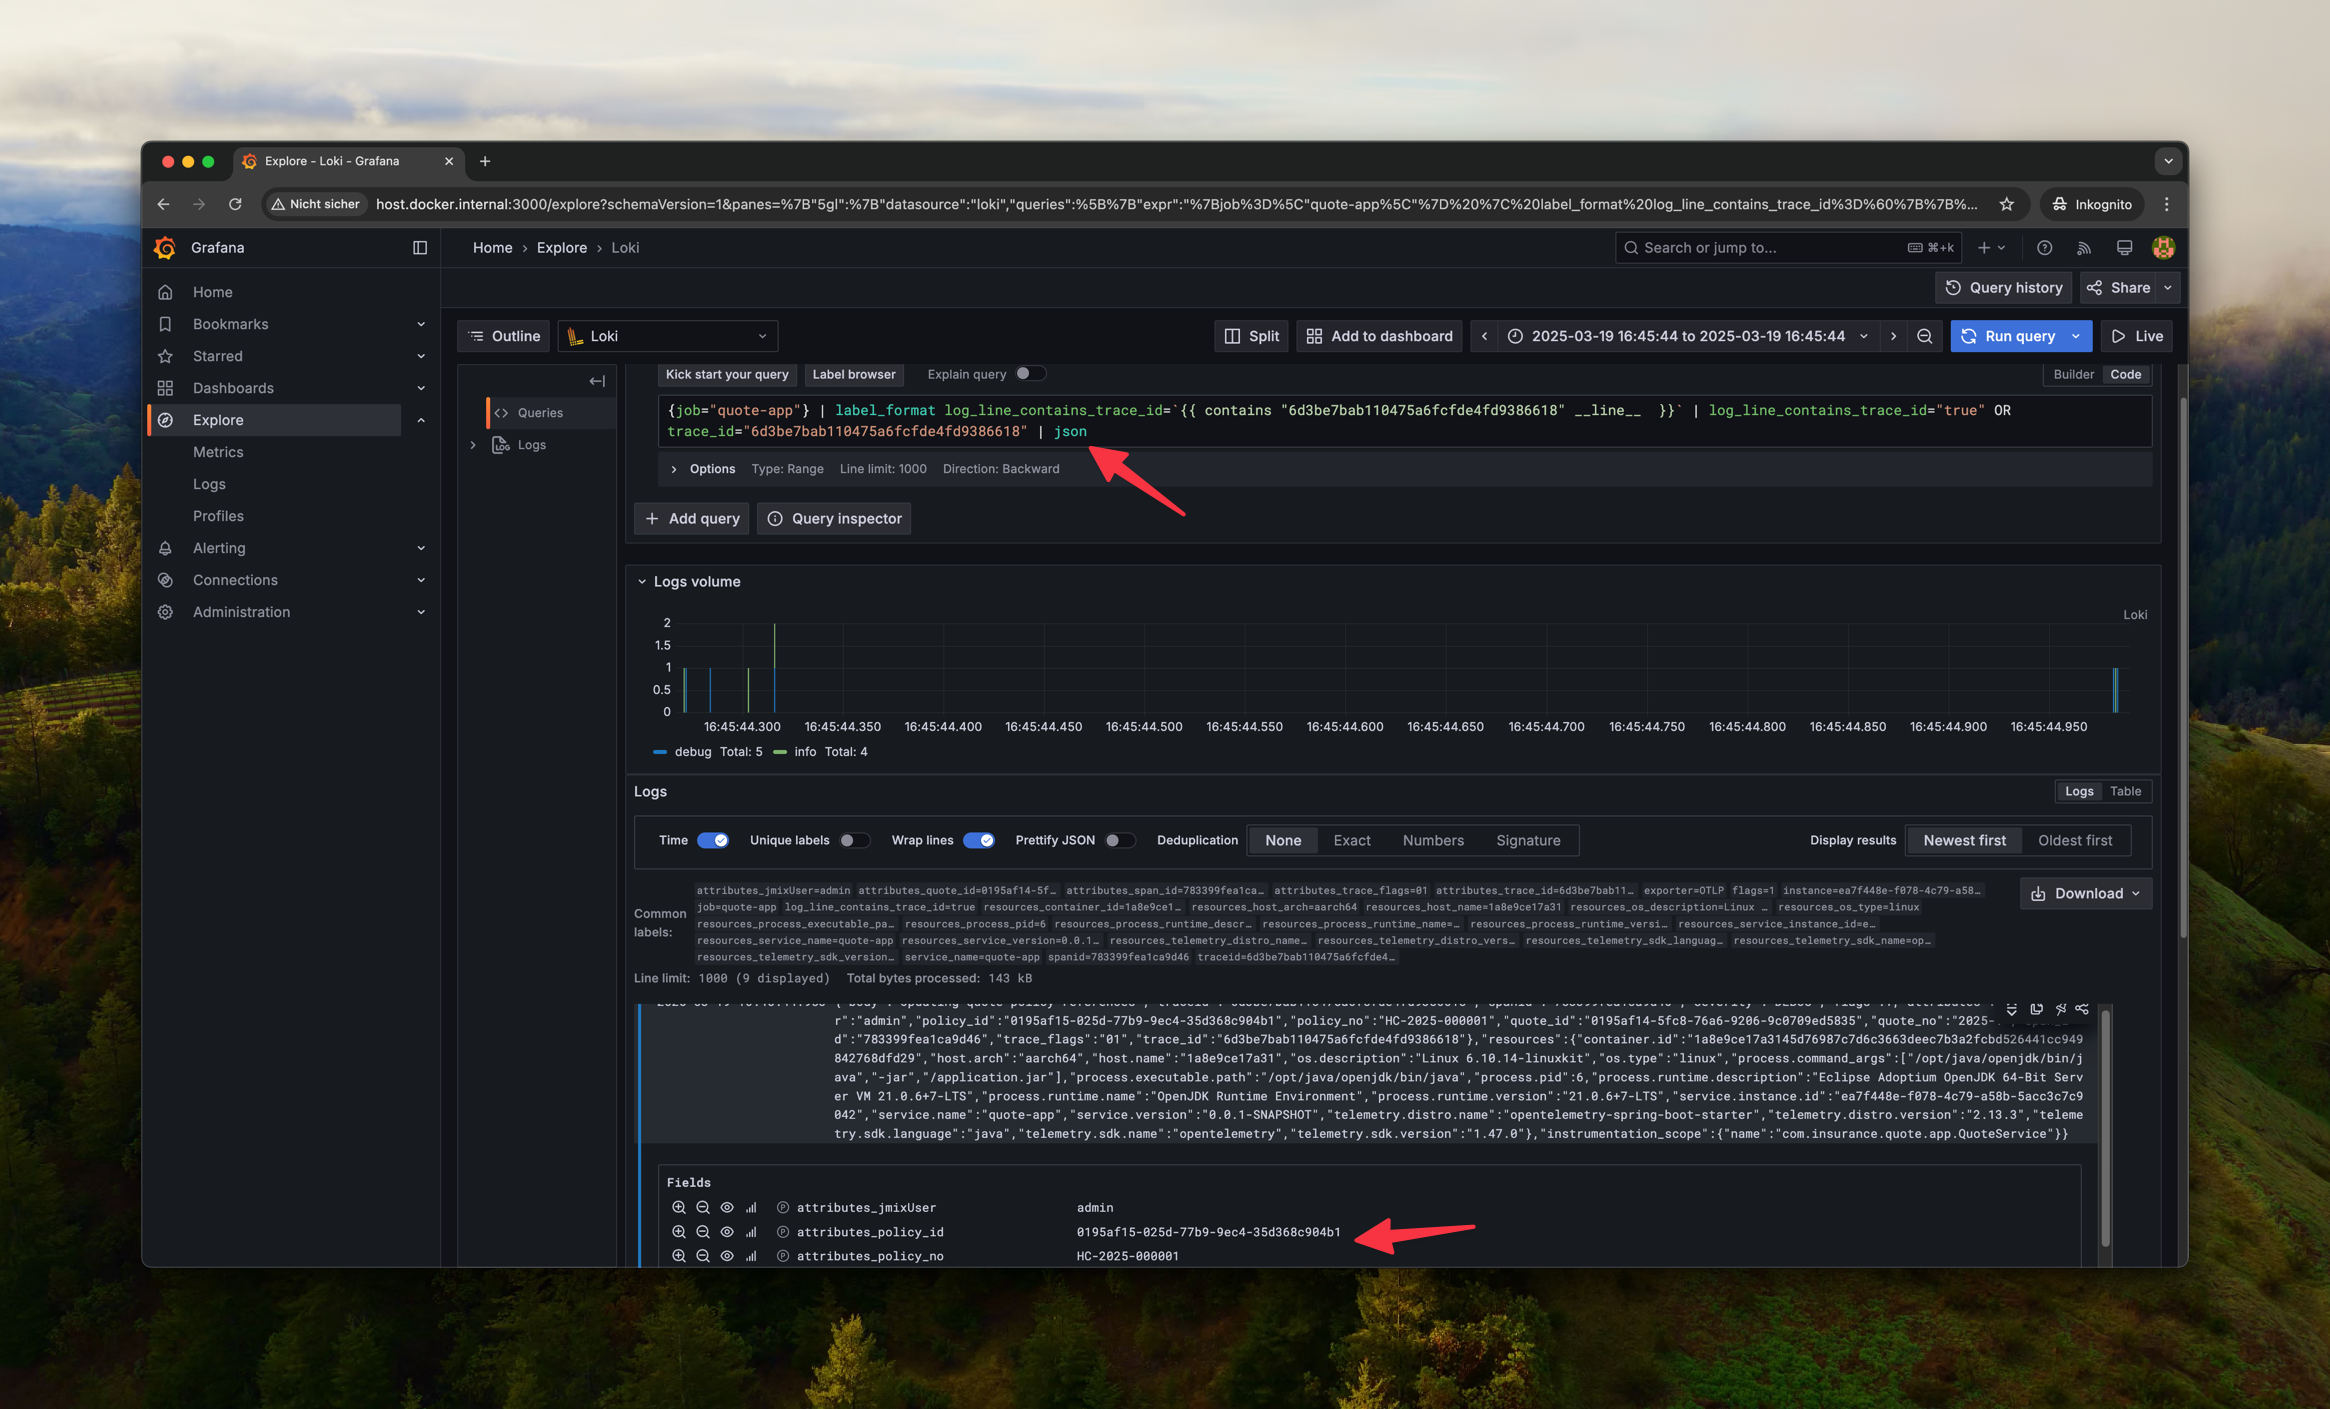 Explore - Loki - Grafana
Nicht sicher
host.docker.internal:3000/explore?schemaVersion=1&panes=%7B"5gl":%7B"datasource":"loki","queries":%5B%7B"expr":"%7Bjob%3D%5C"quote-app%5C"%7D%20%7C%20label_format%20log_line_contains_trace_id%3D%60%7B%7B%...
Inkognito
Grafana
Home › Explore › Loki
Search or jump to...
⌘+k
Query history
Share
Home
Bookmarks
Starred
Dashboards
Explore
Metrics
Logs
Profiles
Alerting
Connections
Administration
Outline
Loki
Split
Add to dashboard
2025-03-19 16:45:44 to 2025-03-19 16:45:44
Run query
Live
Queries
Logs
Kick start your query
Label browser
Explain query
Builder
Code
{job="quote-app"} | label_format log_line_contains_trace_id=`{{ contains "6d3be7bab110475a6fcfde4fd9386618" __line__  }}` | log_line_contains_trace_id="true" OR
trace_id="6d3be7bab110475a6fcfde4fd9386618" | json
Options Type: Range Line limit: 1000 Direction: Backward
+ Add query
Query inspector
Logs volume
Loki
2
1.5
1
0.5
0
16:45:44.300 16:45:44.350 16:45:44.400 16:45:44.450 16:45:44.500 16:45:44.550 16:45:44.600 16:45:44.650 16:45:44.700 16:45:44.750 16:45:44.800 16:45:44.850 16:45:44.900 16:45:44.950
debug Total: 5 info Total: 4
Logs
Logs Table
Time Unique labels Wrap lines Prettify JSON Deduplication None Exact Numbers Signature Display results Newest first Oldest first
Common labels:
attributes_jmixUser=admin attributes_quote_id=0195af14-5f… attributes_span_id=783399fea1ca… attributes_trace_flags=01 attributes_trace_id=6d3be7bab11… exporter=OTLP flags=1 instance=ea7f448e-f078-4c79-a58…
job=quote-app log_line_contains_trace_id=true resources_container_id=1a8e9ce1… resources_host_arch=aarch64 resources_host_name=1a8e9ce17a31 resources_os_description=Linux … resources_os_type=linux
resources_process_executable_pa… resources_process_pid=6 resources_process_runtime_descr… resources_process_runtime_name=… resources_process_runtime_versi… resources_service_instance_id=e…
resources_service_name=quote-app resources_service_version=0.0.1… resources_telemetry_distro_name… resources_telemetry_distro_vers… resources_telemetry_sdk_languag… resources_telemetry_sdk_name=op…
resources_telemetry_sdk_version… service_name=quote-app spanid=783399fea1ca9d46 traceid=6d3be7bab110475a6fcfde4…
Download
Line limit: 1000 (9 displayed) Total bytes processed: 143 kB
r":"admin","policy_id":"0195af15-025d-77b9-9ec4-35d368c904b1","policy_no":"HC-2025-000001","quote_id":"0195af14-5fc8-76a6-9206-9c0709ed5835","quote_no":"2025-
d":"783399fea1ca9d46","trace_flags":"01","trace_id":"6d3be7bab110475a6fcfde4fd9386618"},"resources":{"container.id":"1a8e9ce17a3145d76987c7d6c3663deec7b3a2fcbd526441cc949
842768dfd29","host.arch":"aarch64","host.name":"1a8e9ce17a31","os.description":"Linux 6.10.14-linuxkit","os.type":"linux","process.command_args":["/opt/java/openjdk/bin/j
ava","-jar","/application.jar"],"process.executable.path":"/opt/java/openjdk/bin/java","process.pid":6,"process.runtime.description":"Eclipse Adoptium OpenJDK 64-Bit Serv
er VM 21.0.6+7-LTS","process.runtime.name":"OpenJDK Runtime Environment","process.runtime.version":"21.0.6+7-LTS","service.instance.id":"ea7f448e-f078-4c79-a58b-5acc3c7c9
042","service.name":"quote-app","service.version":"0.0.1-SNAPSHOT","telemetry.distro.name":"opentelemetry-spring-boot-starter","telemetry.distro.version":"2.13.3","teleme
try.sdk.language":"java","telemetry.sdk.name":"opentelemetry","telemetry.sdk.version":"1.47.0"},"instrumentation_scope":{"name":"com.insurance.quote.app.QuoteService"}}
Fields
attributes_jmixUser admin
attributes_policy_id 0195af15-025d-77b9-9ec4-35d368c904b1
attributes_policy_no HC-2025-000001